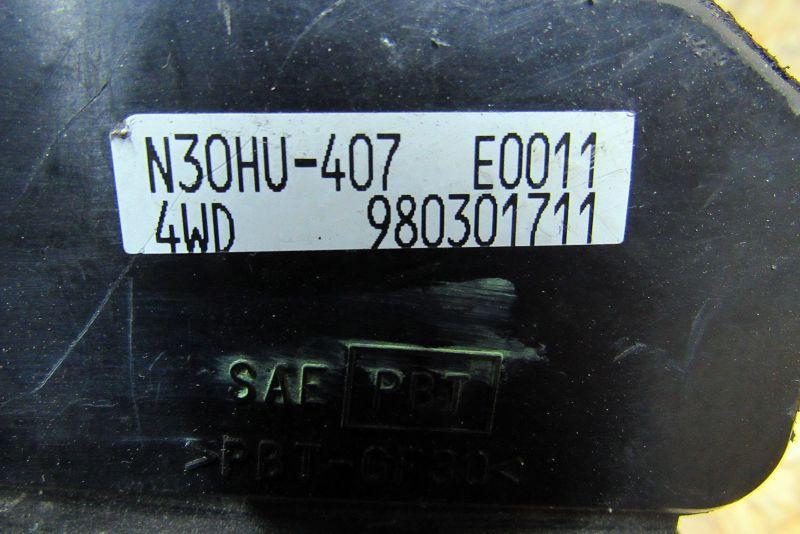 N30HU-407 E0011
4WD 980301711
SAE PBT
>PBT-GF30<